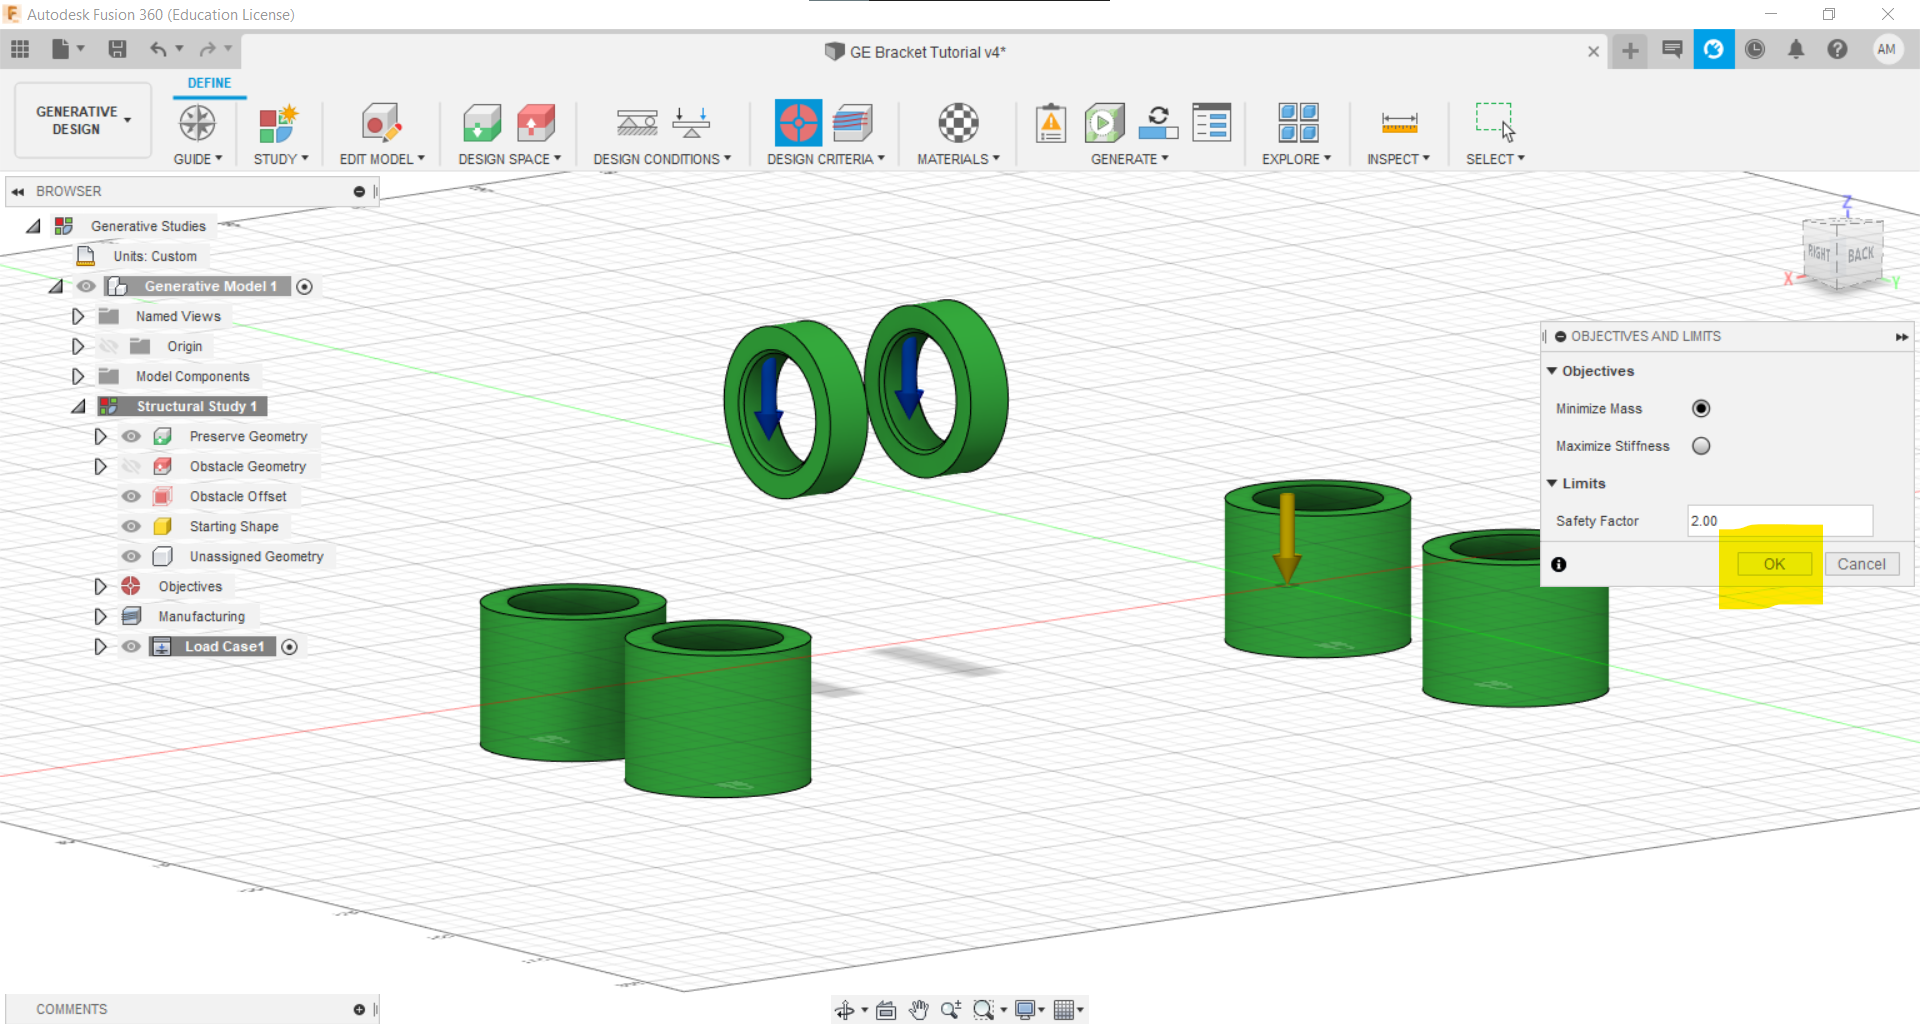 Autodesk Fusion 360 (Education License)
GE Bracket Tutorial v4*
AM
DEFINE
GENERATIVE DESIGN
GUIDE
STUDY
EDIT MODEL
DESIGN SPACE
DESIGN CONDITIONS
DESIGN CRITERIA
MATERIALS
GENERATE
EXPLORE
INSPECT
SELECT
BROWSER
Generative Studies
Units: Custom
Generative Model 1
Named Views
Origin
Model Components
Structural Study 1
Preserve Geometry
Obstacle Geometry
Obstacle Offset
Starting Shape
Unassigned Geometry
Objectives
Manufacturing
Load Case1
Z
RIGHT
BACK
X
Y
OBJECTIVES AND LIMITS
Objectives
Minimize Mass
Maximize Stiffness
Limits
Safety Factor 2.00
OK Cancel
COMMENTS